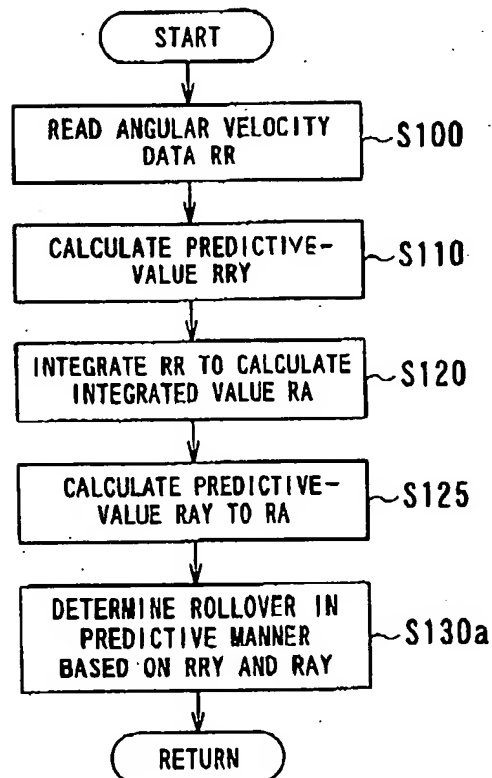 START
READ ANGULAR VELOCITY
DATA RR
S100
CALCULATE PREDICTIVE-
VALUE RRY
S110
INTEGRATE RR TO CALCULATE
INTEGRATED VALUE RA
S120
CALCULATE PREDICTIVE-
VALUE RAY TO RA
S125
DETERMINE ROLLOVER IN
PREDICTIVE MANNER
BASED ON RRY AND RAY
S130a
RETURN